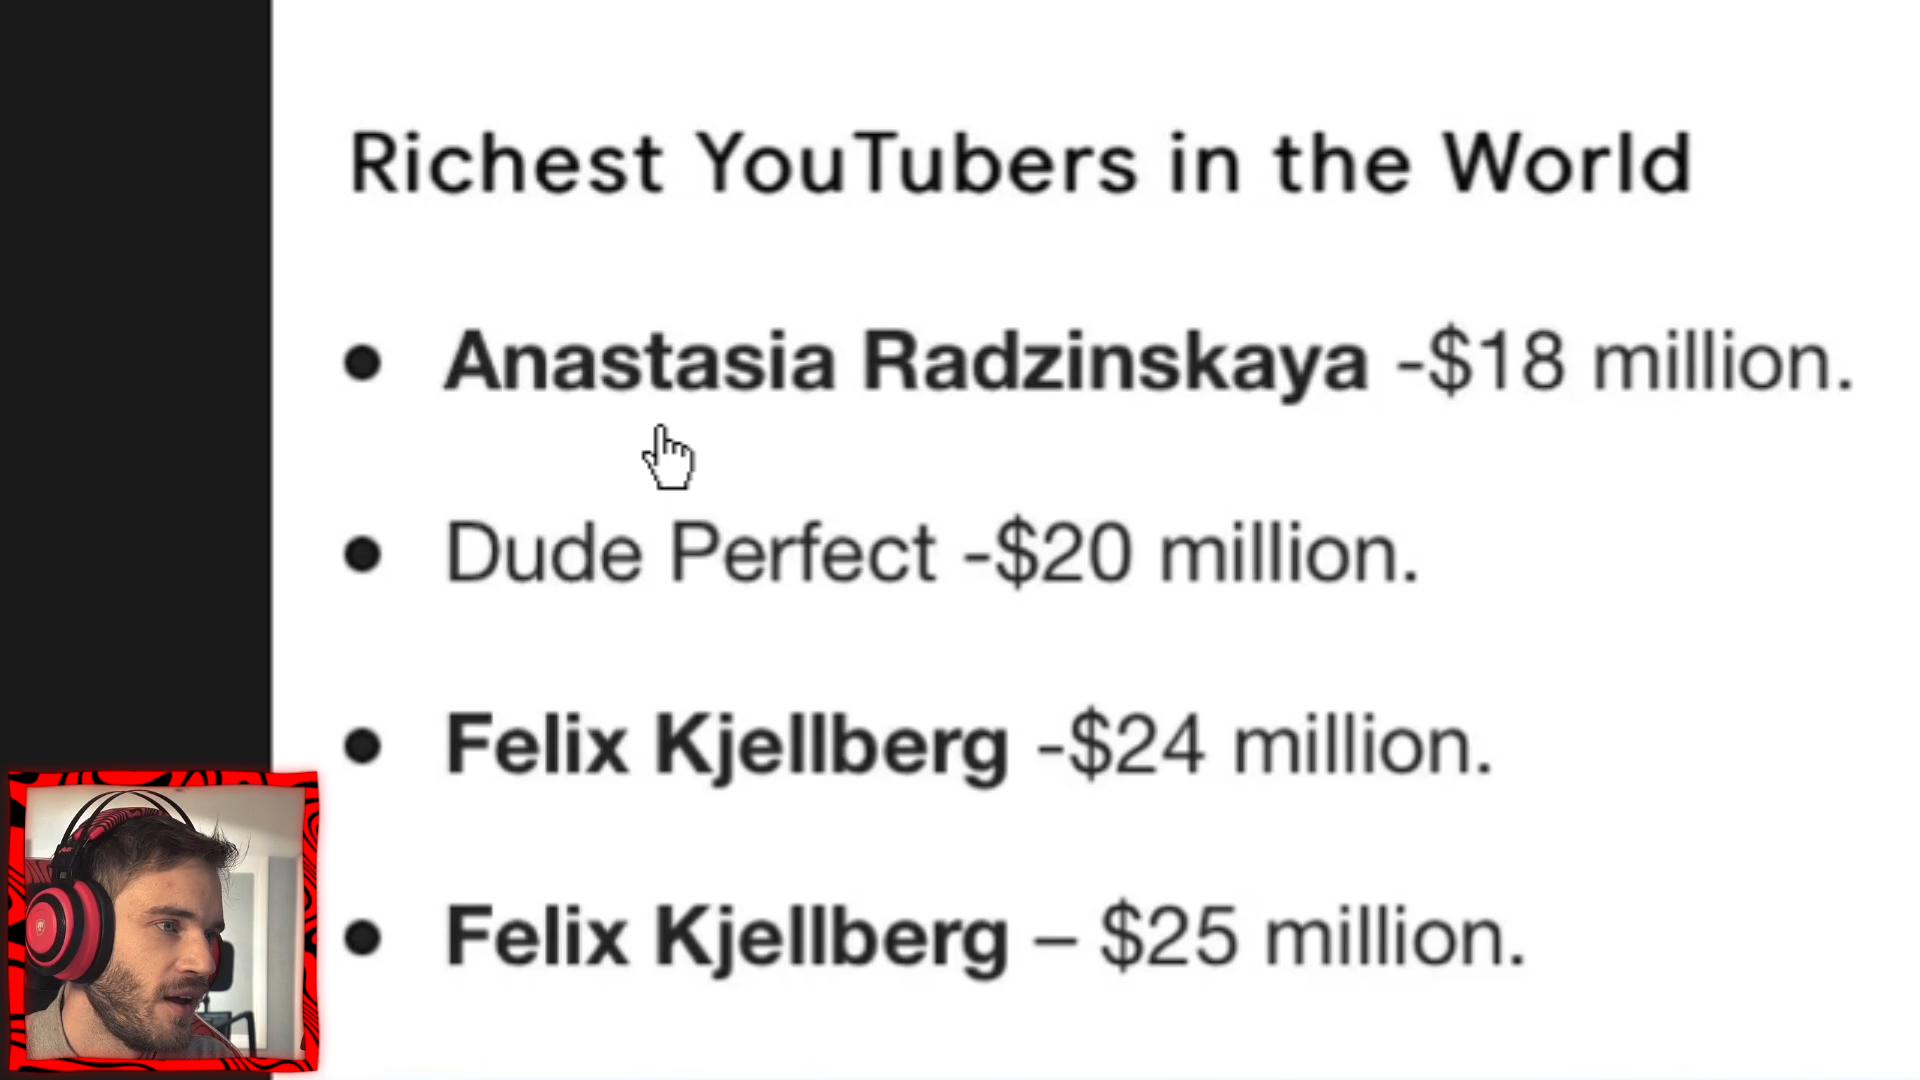 Richest YouTubers in the World
● Anastasia Radzinskaya -$18 million.
● Dude Perfect -$20 million.
● Felix Kjellberg -$24 million.
● Felix Kjellberg – $25 million.